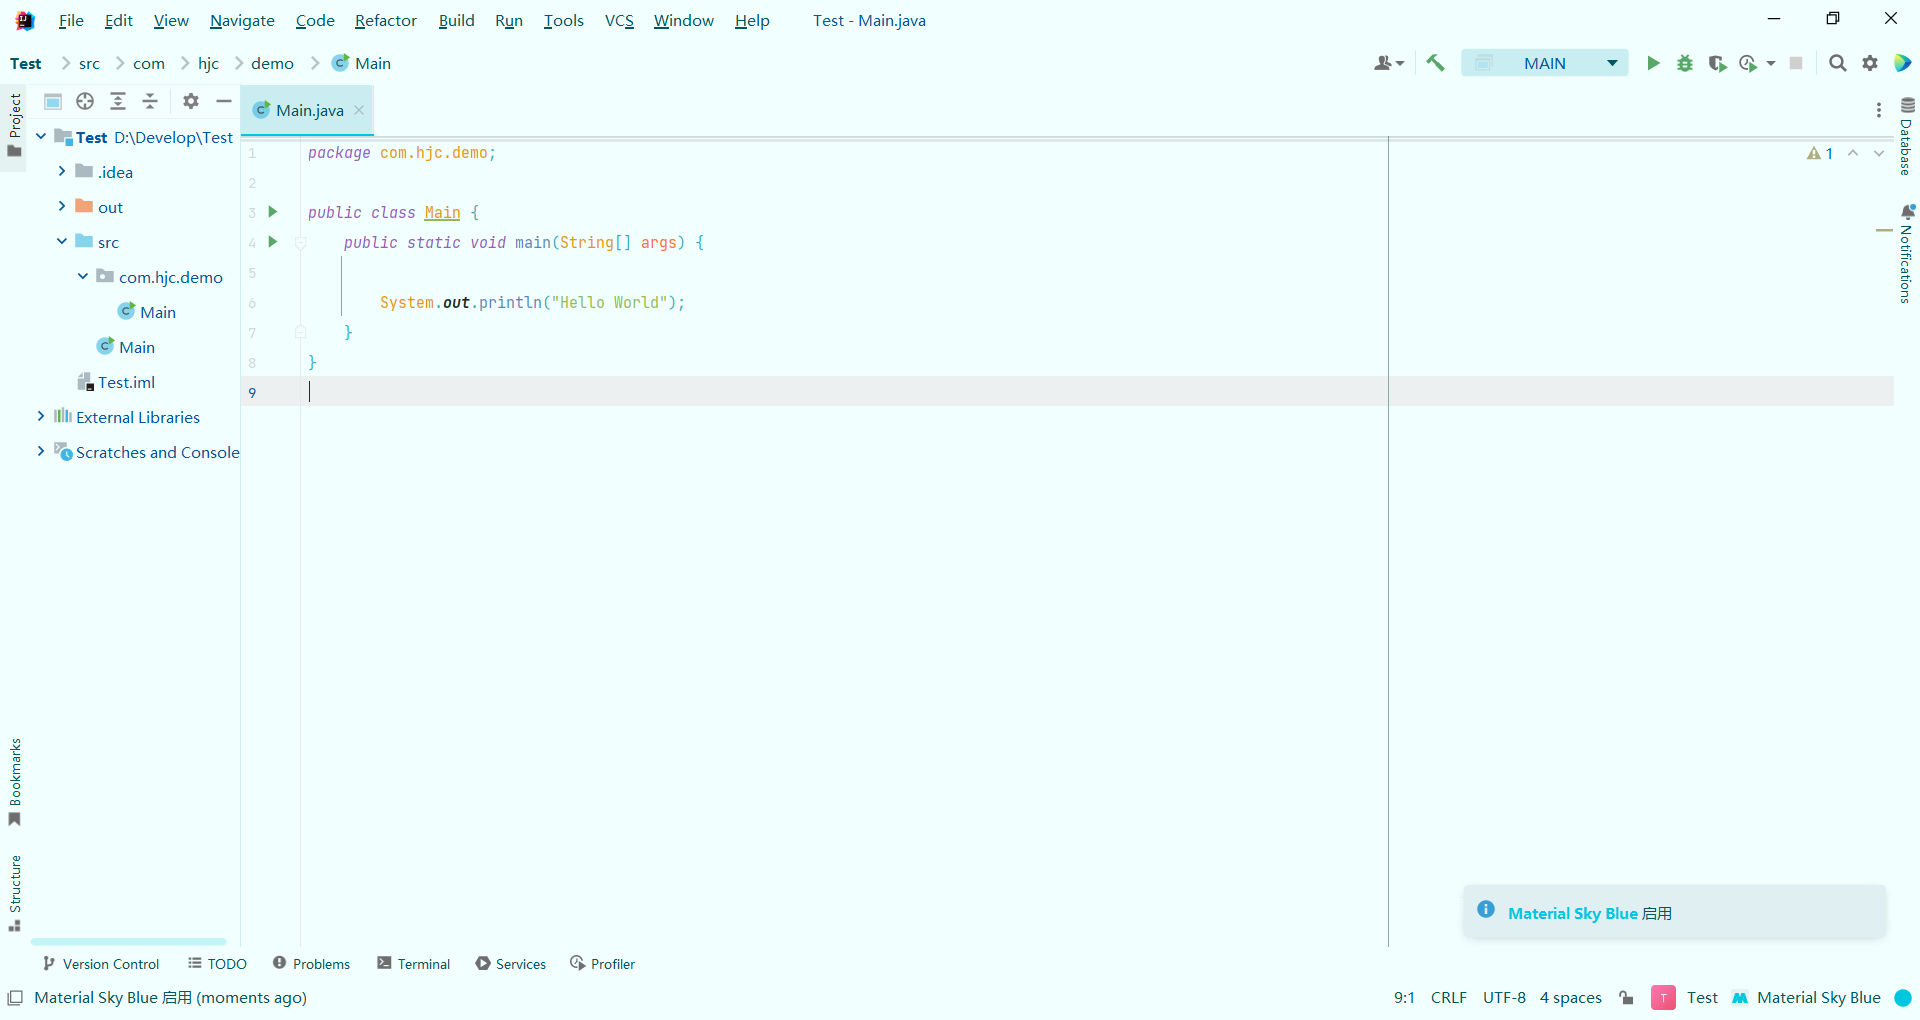 File Edit View Navigate Code Refactor Build Run Tools VCS Window Help Test - Main.java
Test src com hjc demo Main
MAIN
Project
Main.java
Test D:\Develop\Test
.idea
out
src
com.hjc.demo
Main
Main
Test.iml
External Libraries
Scratches and Console
1 package com.hjc.demo;
2
3 public class Main {
4 public static void main(String[] args) {
5
6 System.out.println("Hello World");
7 }
8 }
9
1
Database
Notifications
Bookmarks
Structure
Material Sky Blue 启用
Version Control TODO Problems Terminal Services Profiler
Material Sky Blue 启用 (moments ago)
9:1 CRLF UTF-8 4 spaces T Test Material Sky Blue